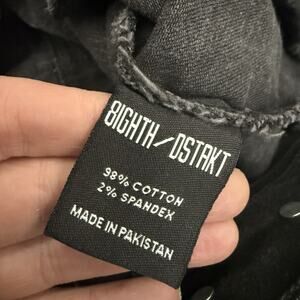 8IGHTH/DSTRKT
98% COTTON
2% SPANDEX
MADE IN PAKISTAN